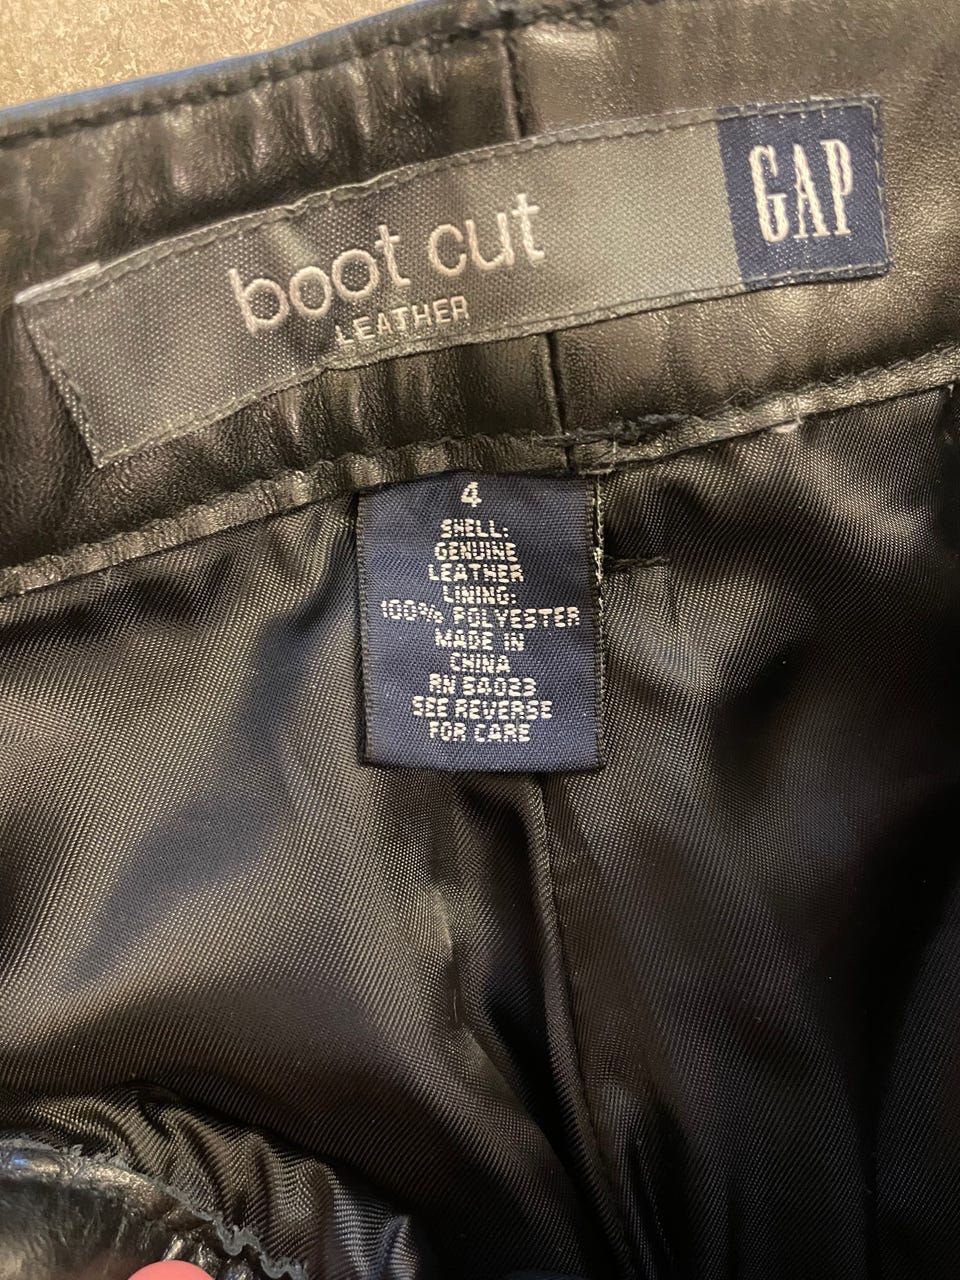 boot cut
LEATHER
GAP
4
SHELL:
GENUINE
LEATHER
LINING:
100% POLYESTER
MADE IN
CHINA
RN 54023
SEE REVERSE
FOR CARE